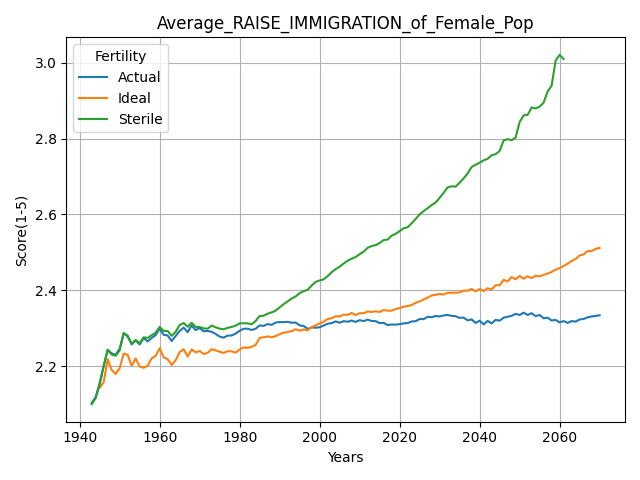 Average_RAISE_IMMIGRATION_of_Female_Pop
Fertility
Actual
Ideal
Sterile
Score(1-5)
3.0
2.8
2.6
2.4
2.2
1940 1960 1980 2000 2020 2040 2060
Years